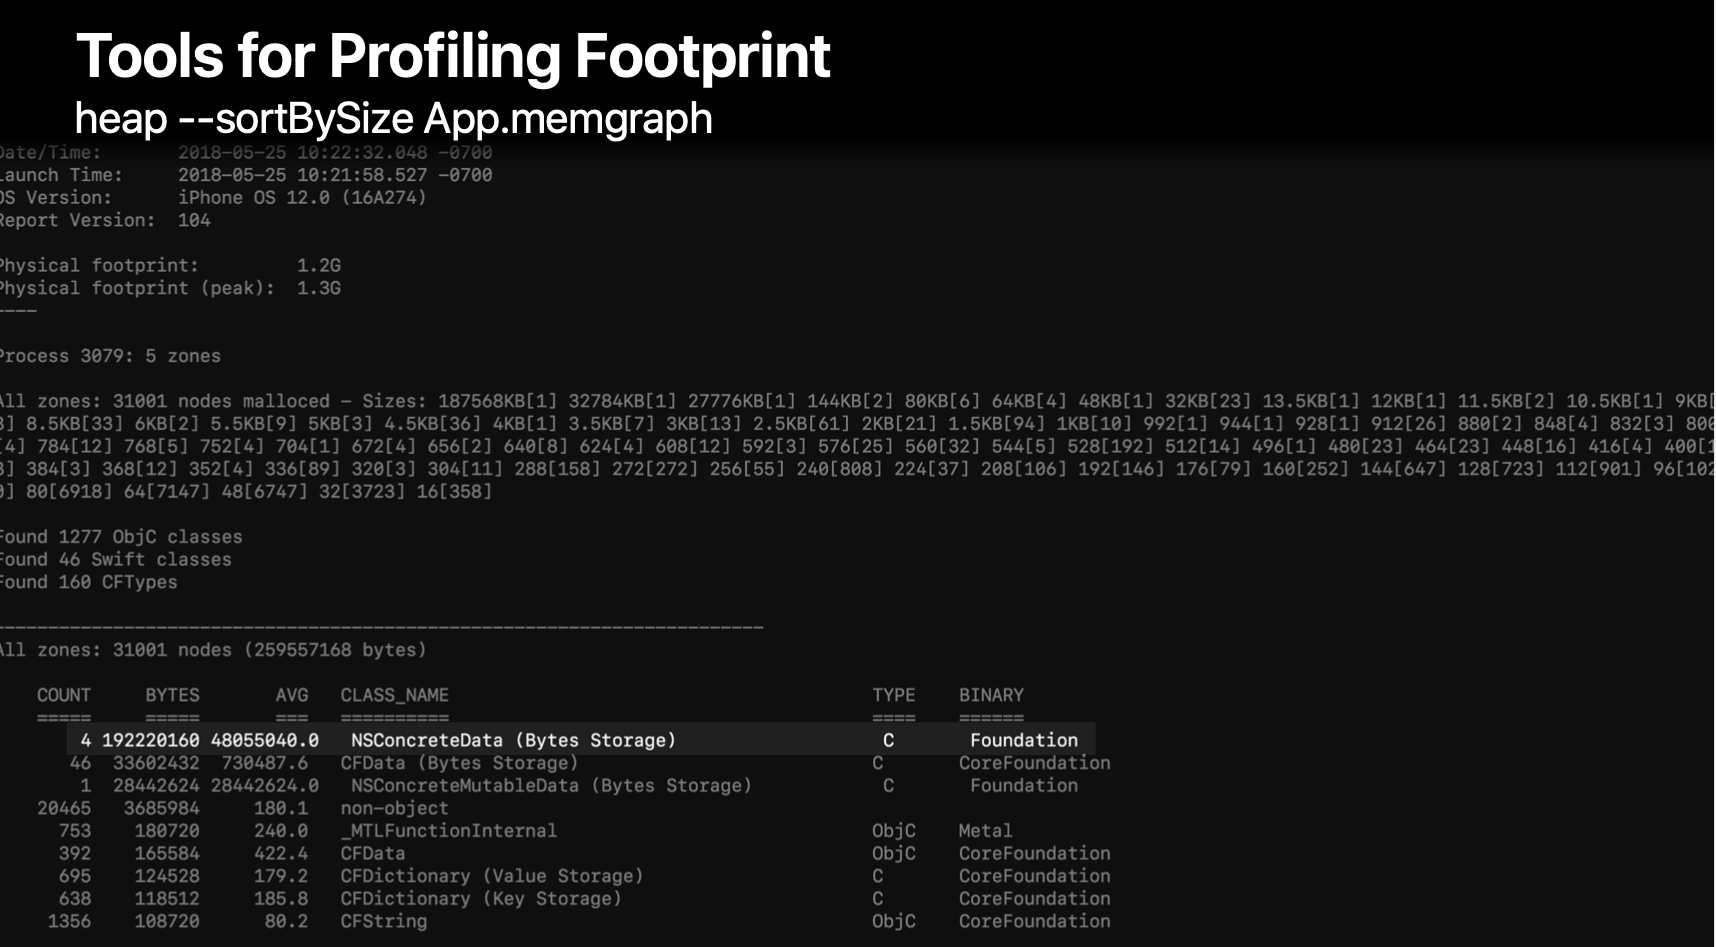 Tools for Profiling Footprint
heap --sortBySize App.memgraph
Date/Time: 2018-05-25 10:22:32.048 -0700
Launch Time: 2018-05-25 10:21:58.527 -0700
OS Version: iPhone OS 12.0 (16A274)
Report Version: 104
Physical footprint: 1.2G
Physical footprint (peak): 1.3G
----
Process 3079: 5 zones
All zones: 31001 nodes malloced - Sizes: 187568KB[1] 32784KB[1] 27776KB[1] 144KB[2] 80KB[6] 64KB[4] 48KB[1] 32KB[23] 13.5KB[1] 12KB[1] 11.5KB[2] 10.5KB[1] 9KB[
] 8.5KB[33] 6KB[2] 5.5KB[9] 5KB[3] 4.5KB[36] 4KB[1] 3.5KB[7] 3KB[13] 2.5KB[61] 2KB[21] 1.5KB[94] 1KB[10] 992[1] 944[1] 928[1] 912[26] 880[2] 848[4] 832[3] 800
[4] 784[12] 768[5] 752[4] 704[1] 672[4] 656[2] 640[8] 624[4] 608[12] 592[3] 576[25] 560[32] 544[5] 528[192] 512[14] 496[1] 480[23] 464[23] 448[16] 416[4] 400[1
] 384[3] 368[12] 352[4] 336[89] 320[3] 304[11] 288[158] 272[272] 256[55] 240[808] 224[37] 208[106] 192[146] 176[79] 160[252] 144[647] 128[723] 112[901] 96[102
] 80[6918] 64[7147] 48[6747] 32[3723] 16[358]
Found 1277 ObjC classes
Found 46 Swift classes
Found 160 CFTypes
All zones: 31001 nodes (259557168 bytes)
COUNT BYTES AVG CLASS_NAME TYPE BINARY
===== ===== === ========== ==== ======
4 192220160 48055040.0 NSConcreteData (Bytes Storage) C Foundation
46 33602432 730487.6 CFData (Bytes Storage) C CoreFoundation
1 28442624 28442624.0 NSConcreteMutableData (Bytes Storage) C Foundation
20465 3685984 180.1 non-object
753 180720 240.0 _MTLFunctionInternal ObjC Metal
392 165584 422.4 CFData ObjC CoreFoundation
695 124528 179.2 CFDictionary (Value Storage) C CoreFoundation
638 118512 185.8 CFDictionary (Key Storage) C CoreFoundation
1356 108720 80.2 CFString ObjC CoreFoundation